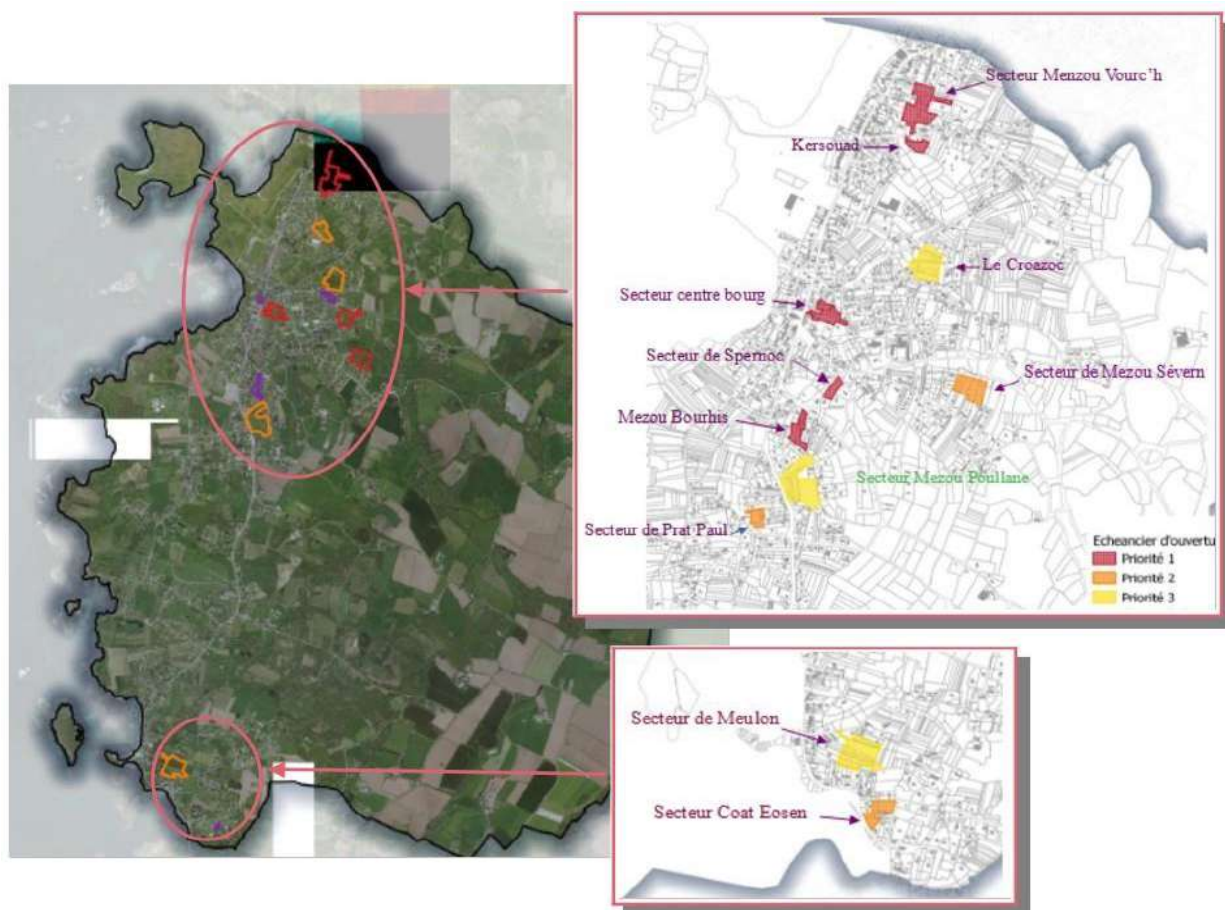 Secteur Menzou Vourc'h
Kersouad
Le Croazoc
Secteur centre bourg
Secteur de Spernoc
Secteur de Mezou Sévern
Mezou Bourhis
Secteur Mezou Poullane
Secteur de Prat Paul
Echeancier d'ouvertu
Priorité 1
Priorité 2
Priorité 3
Secteur de Meulon
Secteur Coat Eosen